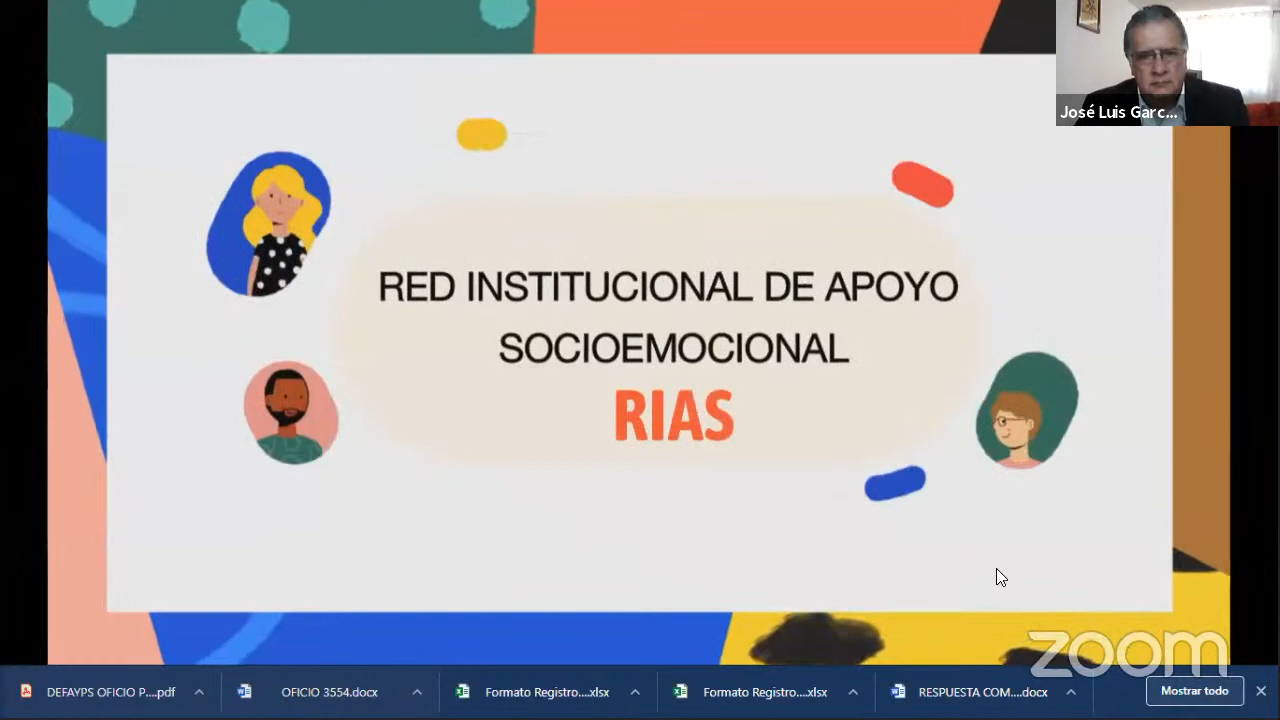 José Luis Garc...
RED INSTITUCIONAL DE APOYO
SOCIOEMOCIONAL
RIAS
zoom
DEFAYPS OFICIO P....pdf
OFICIO 3554.docx
Formato Registro....xlsx
Formato Registro....xlsx
RESPUESTA COM....docx
Mostrar todo